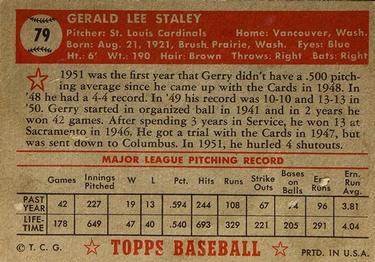 79
GERALD LEE STALEY
Pitcher: St. Louis Cardinals Home: Vancouver, Wash.
Born: Aug. 21, 1921, Brush Prairie, Wash. Eyes: Blue
Ht.: 6' Wt.: 190 Hair: Brown Throws: Right Bats: Right
1951 was the first year that Gerry didn't have a .500 pitch-
ing average since he came up with the Cards in 1948. In
'48 he had a 4-4 record. In '49 his record was 10-10 and 13-13 in
'50. Gerry started in organized ball in 1941 and in 2 years he
won 42 games. After spending 3 years in Service, he won 13 at
Sacramento in 1946. He got a trial with the Cards in 1947, but
was sent down to Columbus. In 1951, he hurled 4 shutouts.
MAJOR LEAGUE PITCHING RECORD
Games Innings Pitched W L Pct. Hits Runs Strike Outs Bases on Balls Earned Runs Ern. Run Avg.
PAST YEAR 42 227 19 13 .594 244 108 67 74 96 3.81
LIFE-TIME 178 649 47 40 .540 693 329 221 205 291 4.04
© T. C. G. TOPPS BASEBALL PRTD. IN U.S.A.